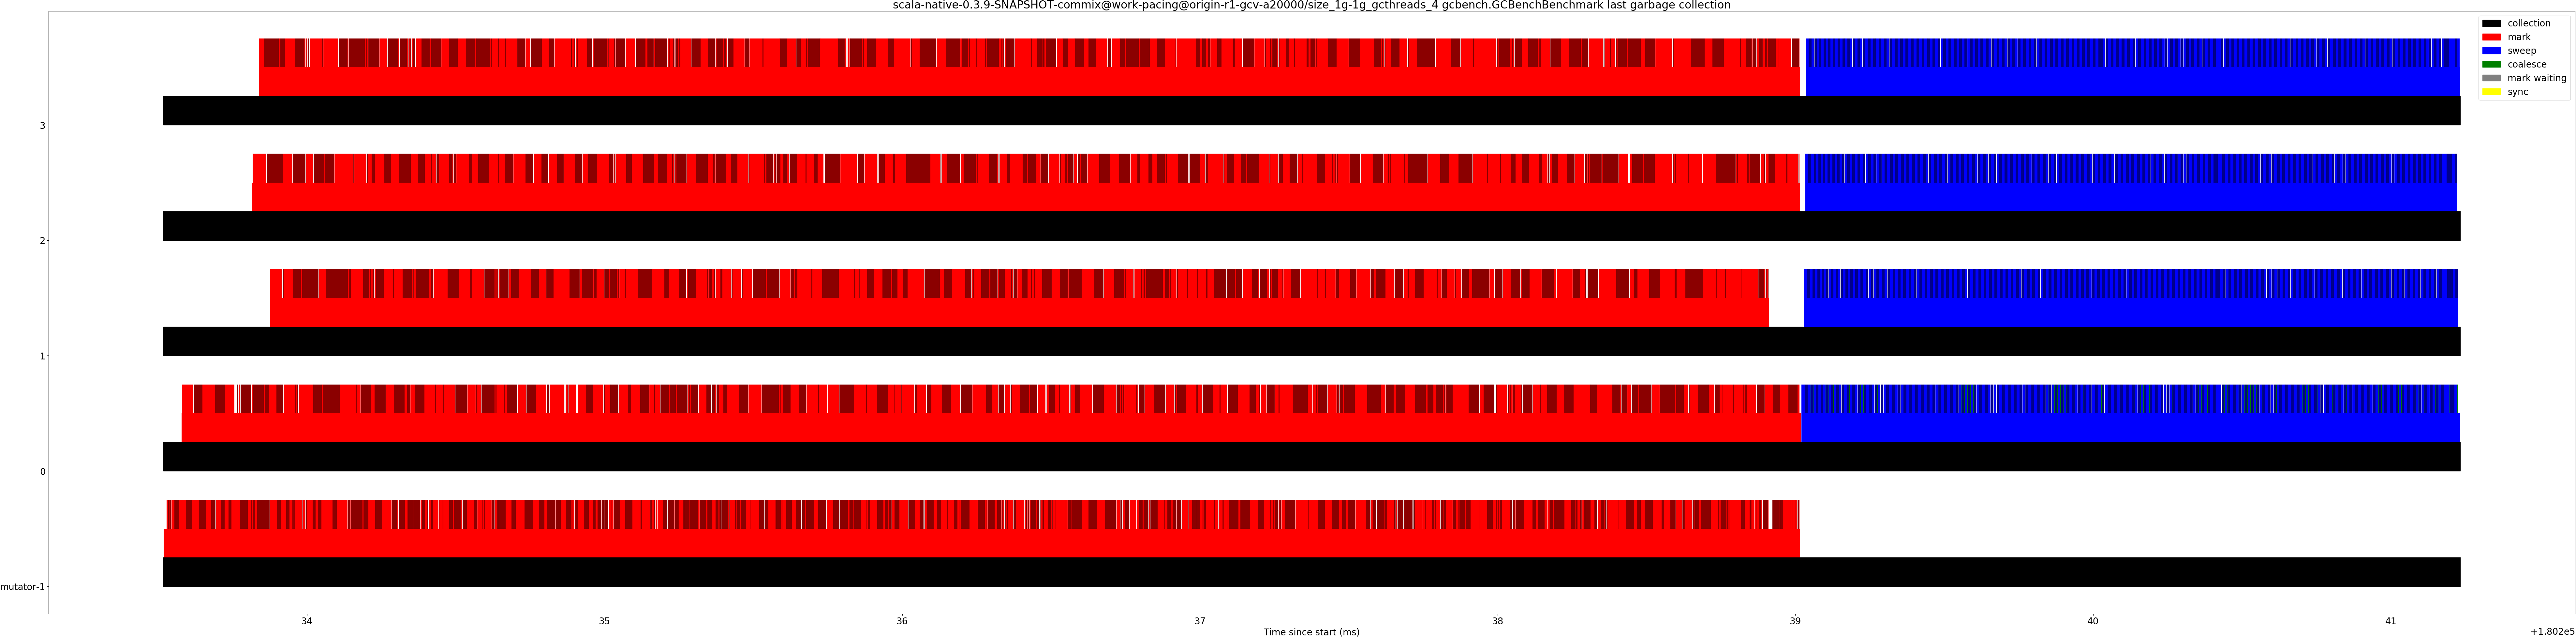 scala-native-0.3.9-SNAPSHOT-commix@work-pacing@origin-r1-gcv-a20000/size_1g-1g_gcthreads_4 gcbench.GCBenchBenchmark last garbage collection
collection
mark
sweep
coalesce
mark waiting
sync
3
2
1
0
mutator-1
34 35 36 37 38 39 40 41
Time since start (ms)
+1.802e5